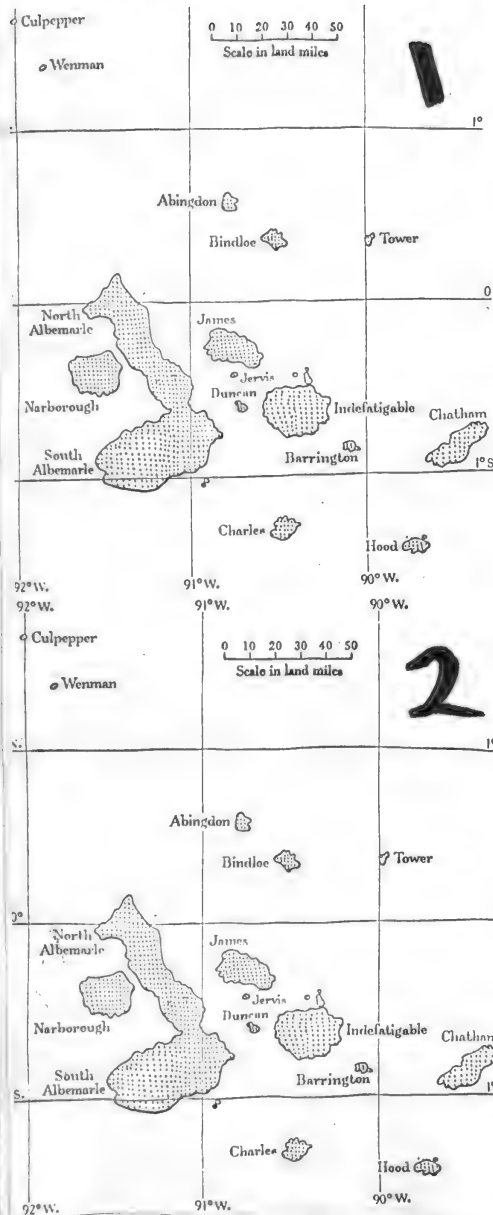 Culpepper
0 10 20 30 40 50
Scale in land miles
1
Wenman
1°
Abingdon
Bindloe
Tower
0
North
Albemarle
James
Jervis
Duncan
Narborough
Indefatigable
Chatham
South
Albemarle
Barrington
1° S
Charles
Hood
92° W.
91° W.
90° W.
92° W.
91° W.
90° W.
Culpepper
0 10 20 30 40 50
Scale in land miles
2
Wenman
S.
1°
Abingdon
Bindloe
Tower
0°
North
Albemarle
James
Jervis
Duncan
Narborough
Indefatigable
Chatham
South
Albemarle
Barrington
S.
1°
Charles
Hood
92° W.
91° W.
90° W.